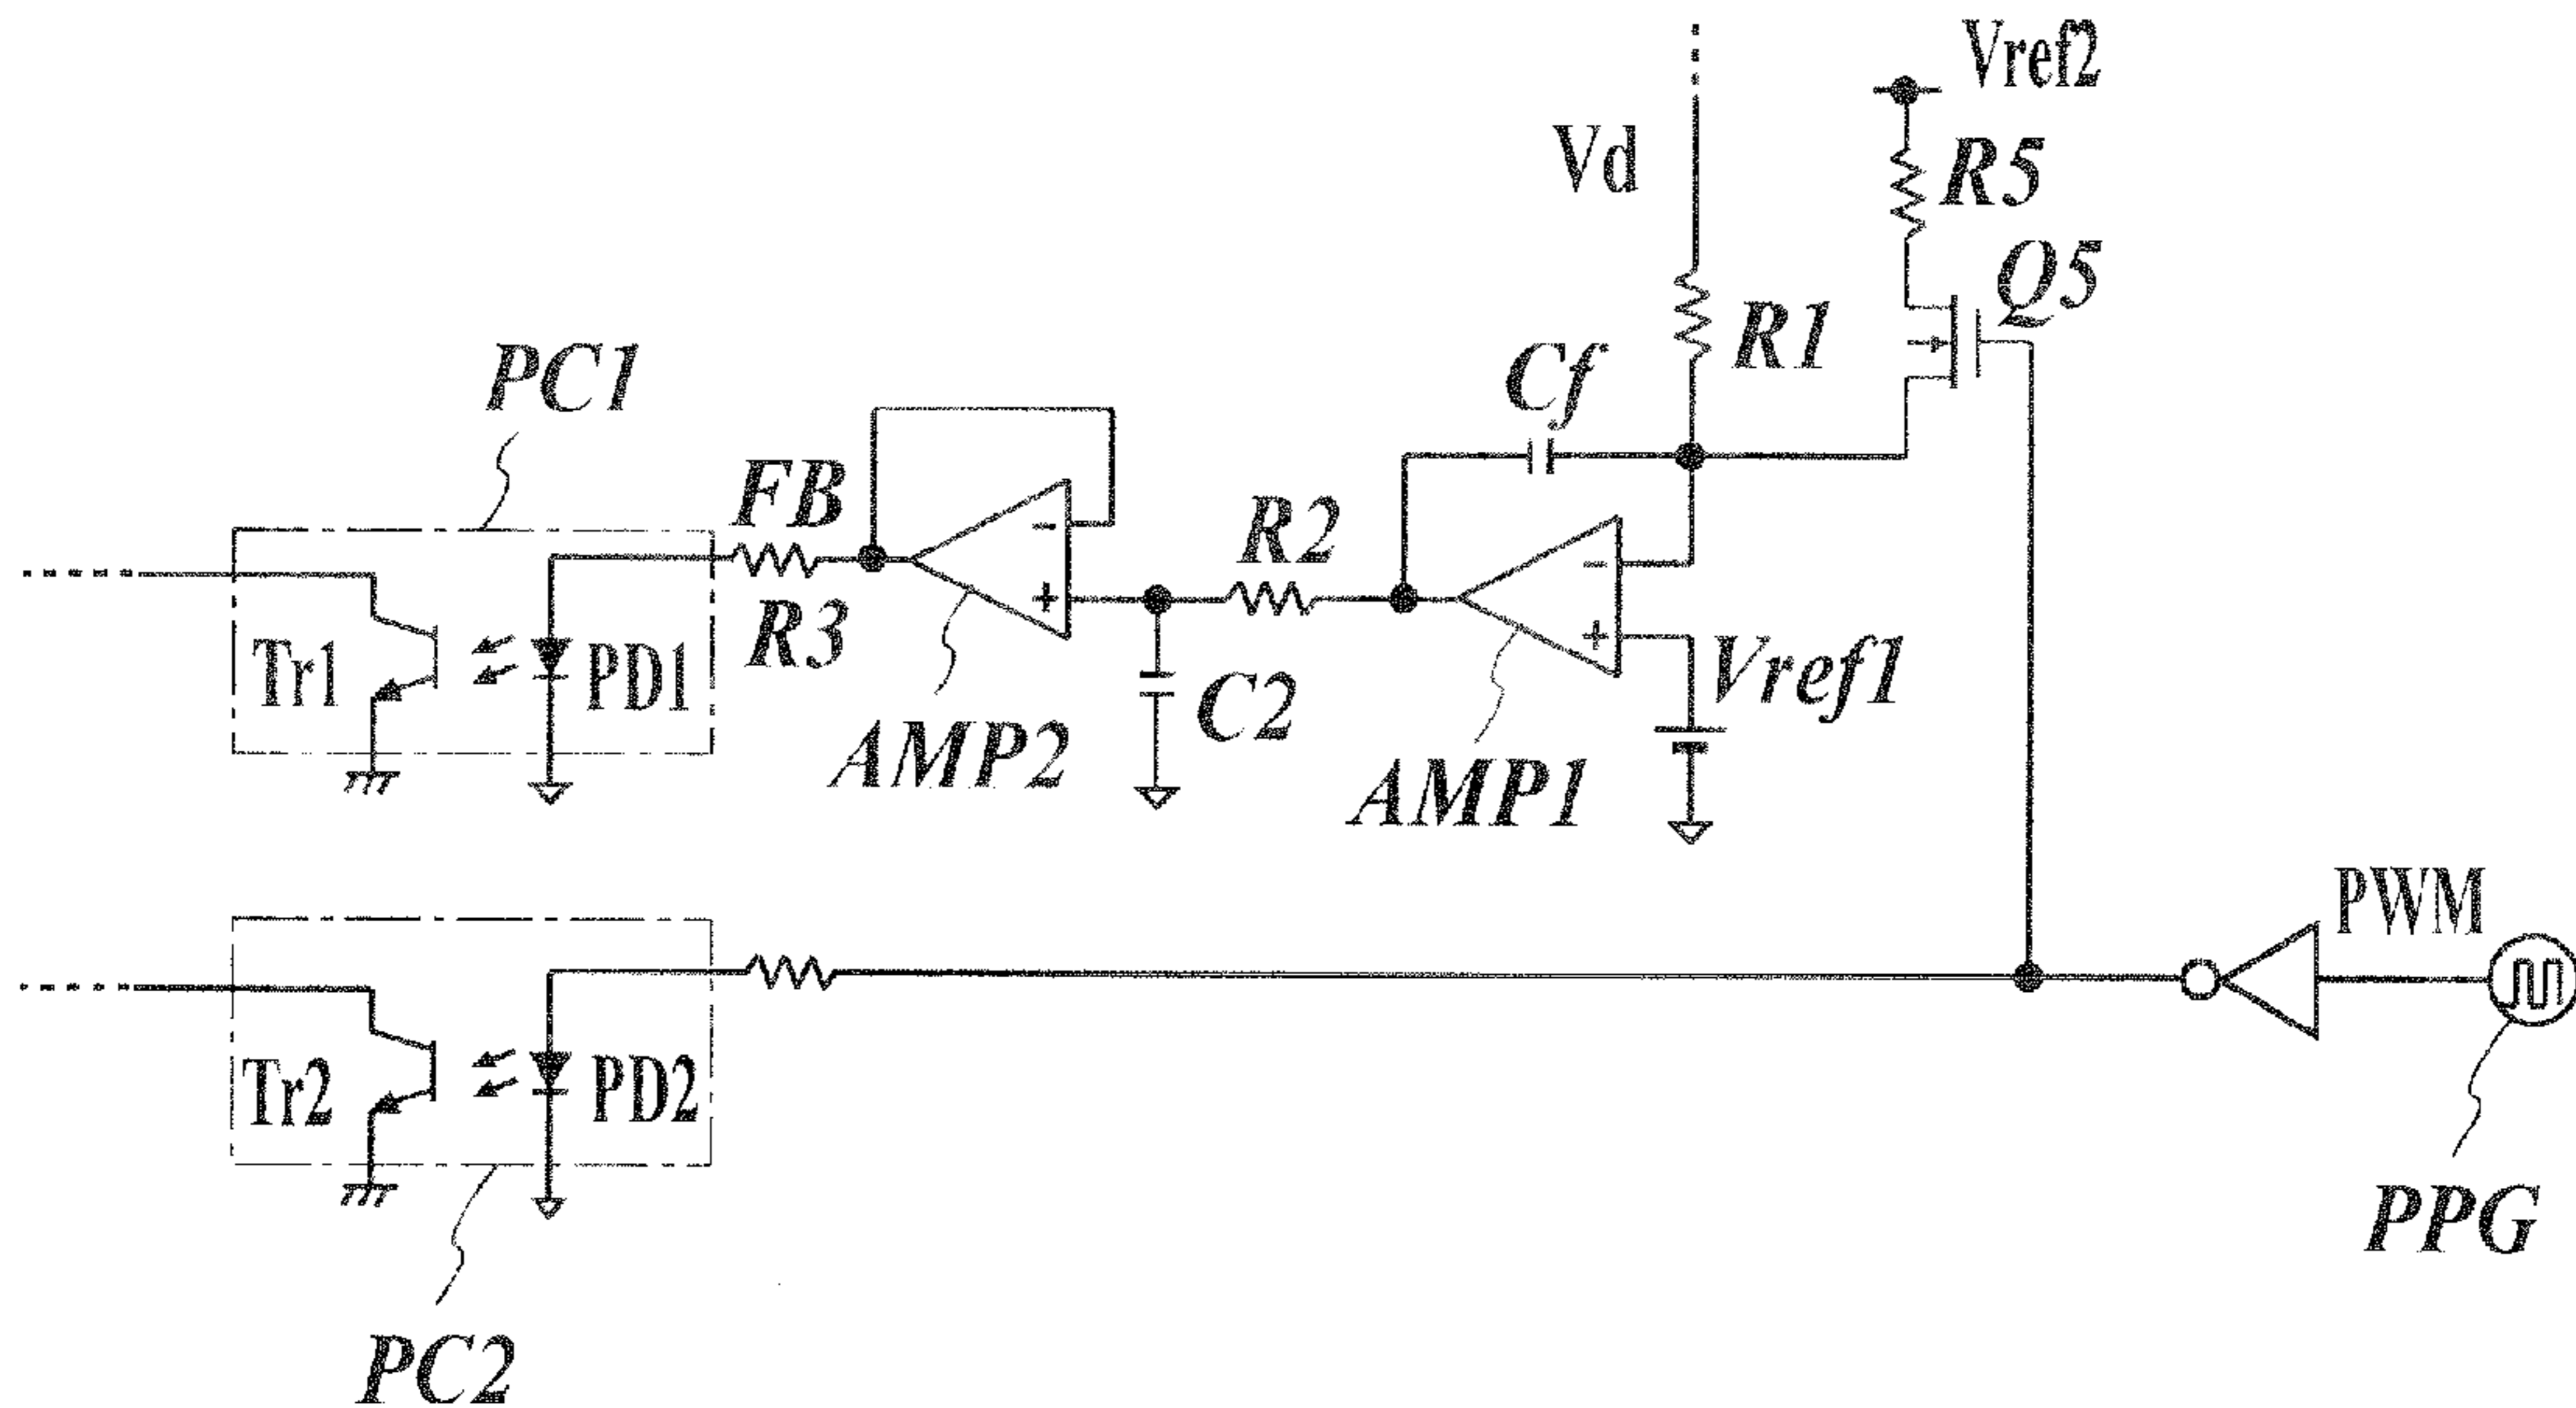 Vref2
Vd
R5
Q5
R1
PC1
Cf
FB
R2
-
-
+
R3
+
Tr1
PD1
Vref1
C2
AMP2
AMP1
PWM
Tr2
PD2
PPG
PC2